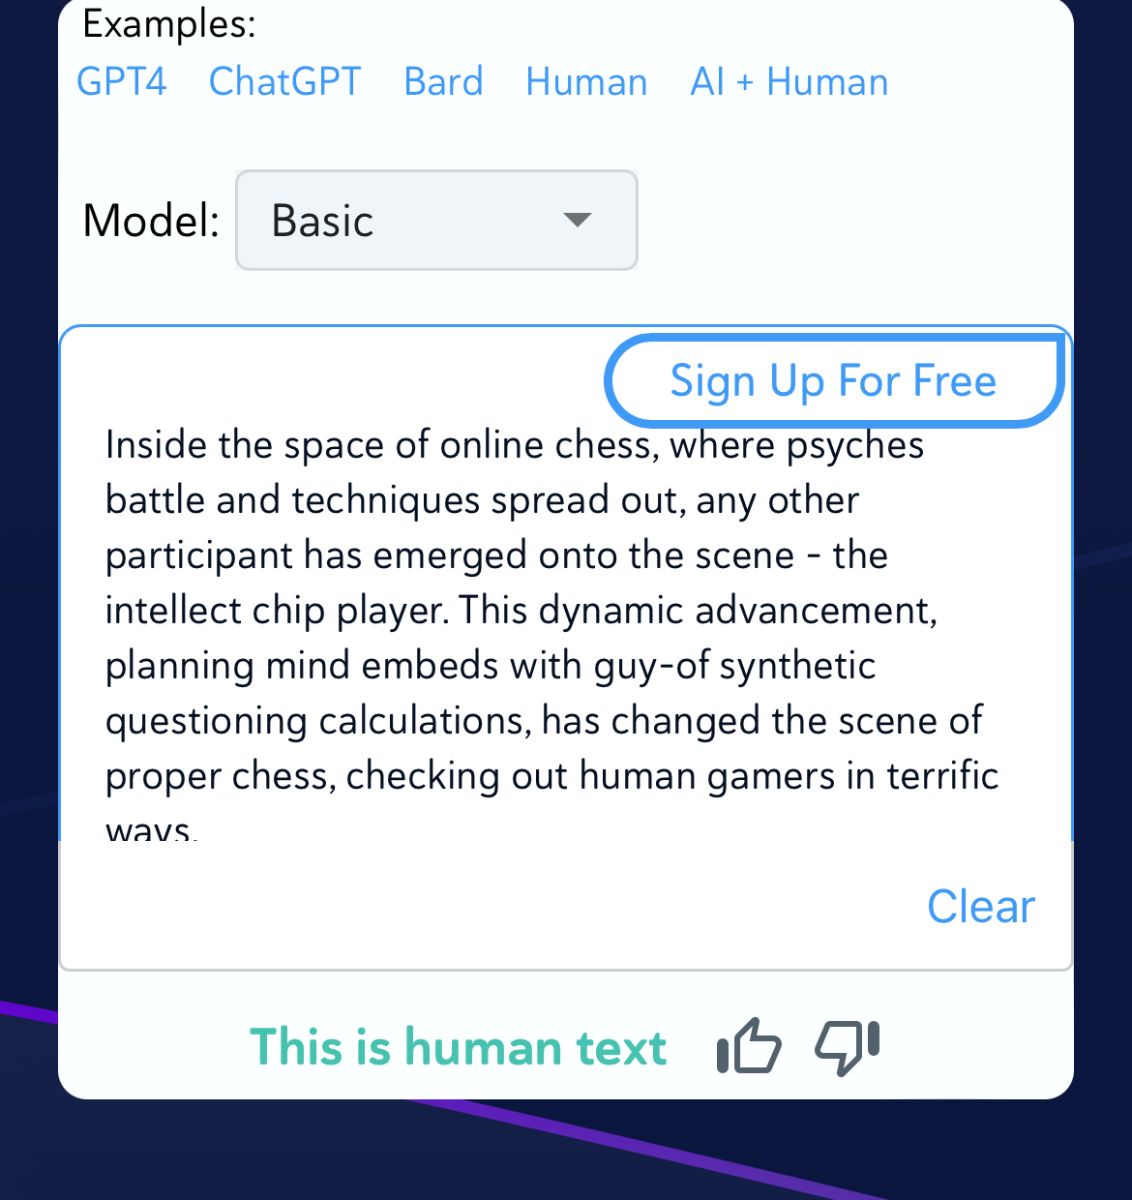 Examples:
GPT4 ChatGPT Bard Human AI + Human
Model: Basic
Sign Up For Free
Inside the space of online chess, where psyches
battle and techniques spread out, any other
participant has emerged onto the scene - the
intellect chip player. This dynamic advancement,
planning mind embeds with guy-of synthetic
questioning calculations, has changed the scene of
proper chess, checking out human gamers in terrific
ways.
Clear
This is human text